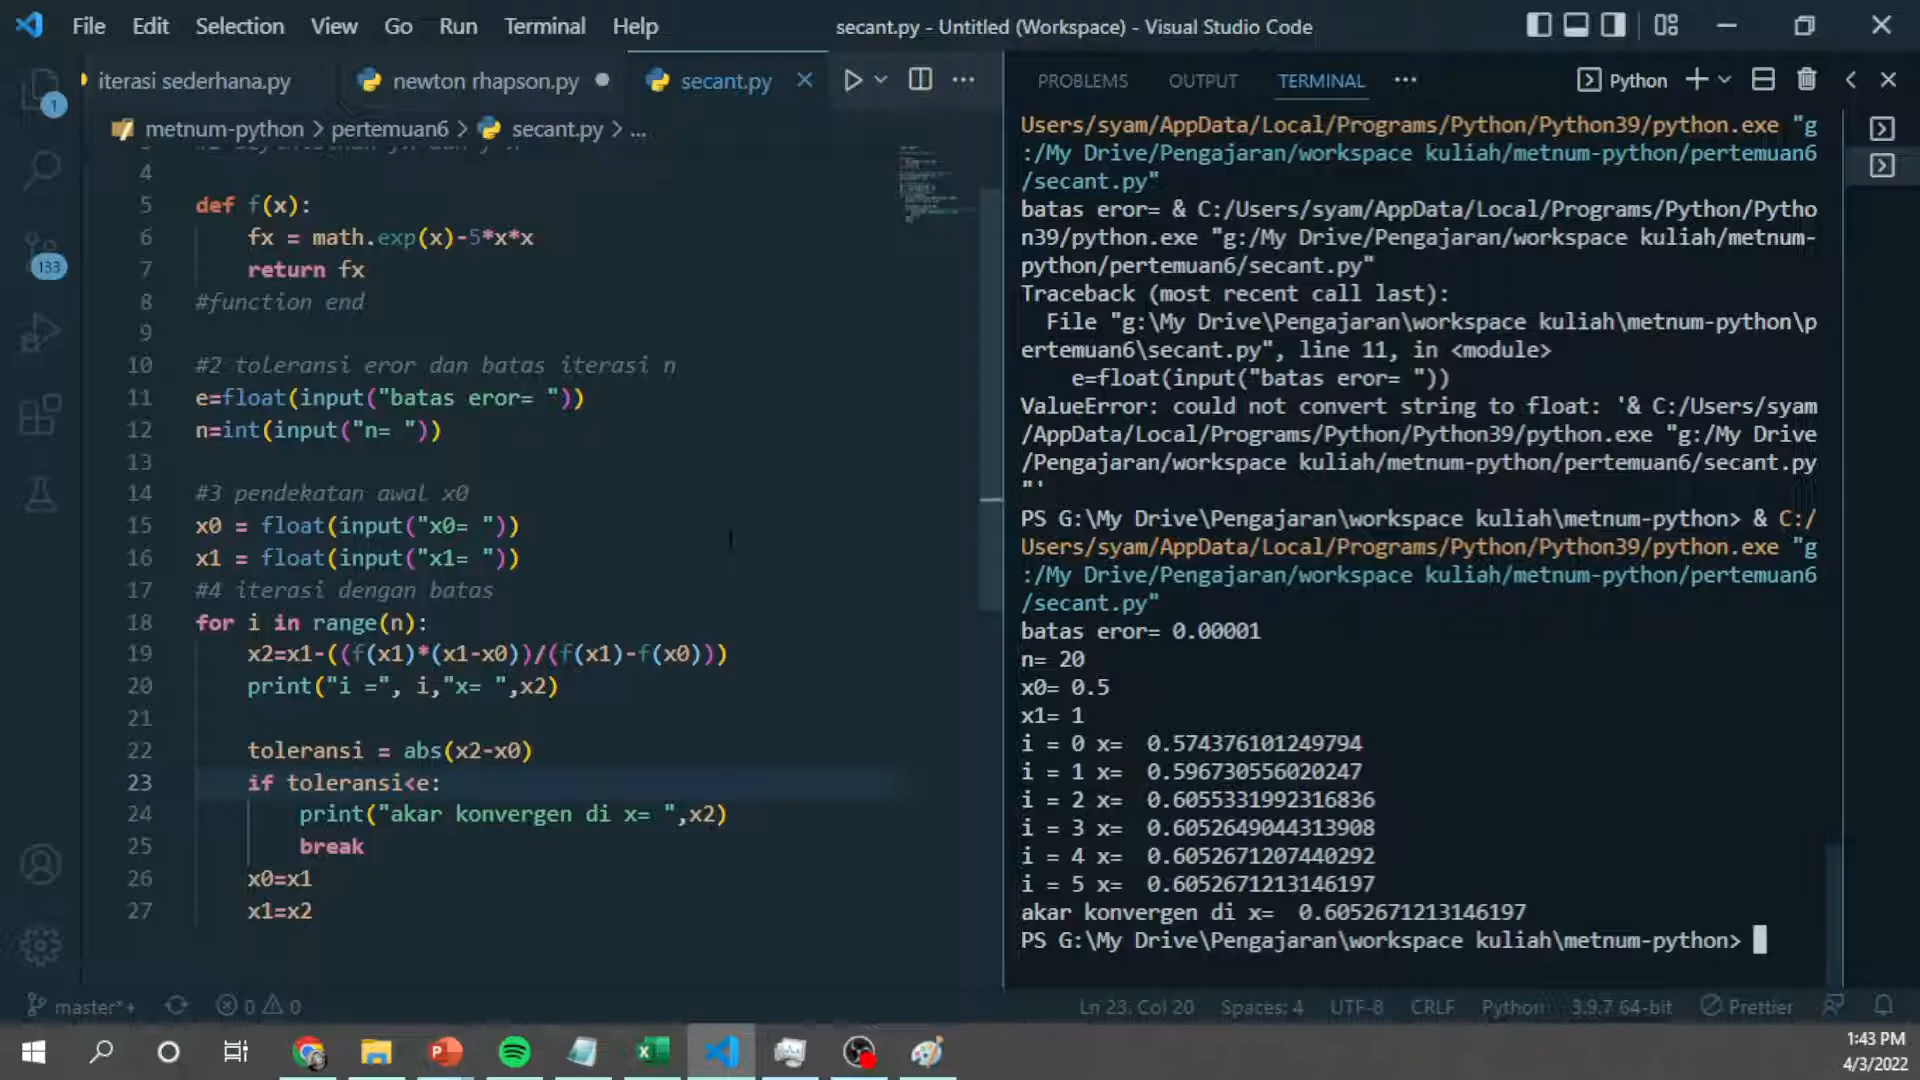 File Edit Selection View Go Run Terminal Help
secant.py - Untitled (Workspace) - Visual Studio Code
1
133
iterasi sederhana.py
newton rhapson.py
secant.py
metnum-python > pertemuan6 > secant.py > ...
4
5 def f(x):
6 fx = math.exp(x)-5*x*x
7 return fx
8 #function end
9
10 #2 toleransi eror dan batas iterasi n
11 e=float(input("batas eror= "))
12 n=int(input("n= "))
13
14 #3 pendekatan awal x0
15 x0 = float(input("x0= "))
16 x1 = float(input("x1= "))
17 #4 iterasi dengan batas
18 for i in range(n):
19 x2=x1-((f(x1)*(x1-x0))/(f(x1)-f(x0)))
20 print("i =", i,"x= ",x2)
21
22 toleransi = abs(x2-x0)
23 if toleransi<e:
24 print("akar konvergen di x= ",x2)
25 break
26 x0=x1
27 x1=x2
PROBLEMS OUTPUT TERMINAL ... Python
Users/syam/AppData/Local/Programs/Python/Python39/python.exe "g
:/My Drive/Pengajaran/workspace kuliah/metnum-python/pertemuan6
/secant.py"
batas eror= & C:/Users/syam/AppData/Local/Programs/Python/Pytho
n39/python.exe "g:/My Drive/Pengajaran/workspace kuliah/metnum-
python/pertemuan6/secant.py"
Traceback (most recent call last):
File "g:\My Drive\Pengajaran\workspace kuliah\metnum-python\p
ertemuan6\secant.py", line 11, in <module>
e=float(input("batas eror= "))
ValueError: could not convert string to float: '& C:/Users/syam
/AppData/Local/Programs/Python/Python39/python.exe "g:/My Drive
/Pengajaran/workspace kuliah/metnum-python/pertemuan6/secant.py
"'
PS G:\My Drive\Pengajaran\workspace kuliah\metnum-python> & C:/
Users/syam/AppData/Local/Programs/Python/Python39/python.exe "g
:/My Drive/Pengajaran/workspace kuliah/metnum-python/pertemuan6
/secant.py"
batas eror= 0.00001
n= 20
x0= 0.5
x1= 1
i = 0 x=  0.574376101249794
i = 1 x=  0.596730556020247
i = 2 x=  0.6055331992316836
i = 3 x=  0.6052649044313908
i = 4 x=  0.6052671207440292
i = 5 x=  0.6052671213146197
akar konvergen di x=  0.6052671213146197
PS G:\My Drive\Pengajaran\workspace kuliah\metnum-python>
master*+ 0 0
Ln 23, Col 20 Spaces: 4 UTF-8 CRLF Python 3.9.7 64-bit Prettier
1:43 PM
4/3/2022